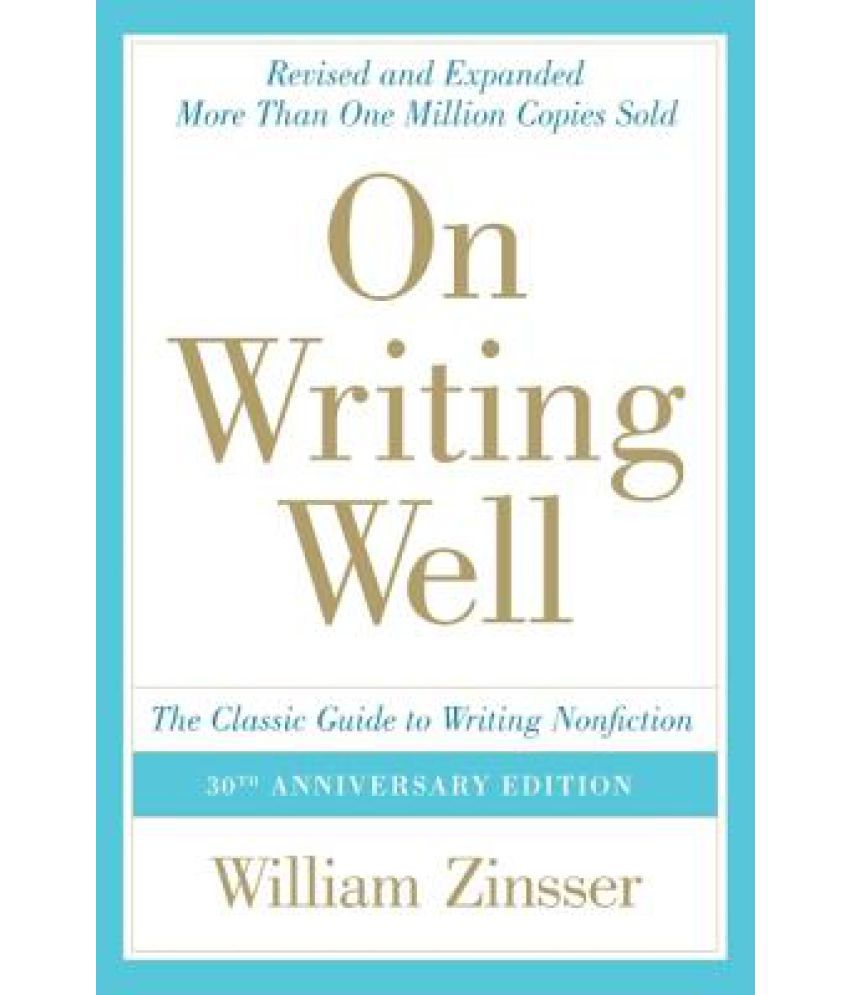 Revised and Expanded
More Than One Million Copies Sold
On
Writing
Well
The Classic Guide to Writing Nonfiction
30TH ANNIVERSARY EDITION
William Zinsser